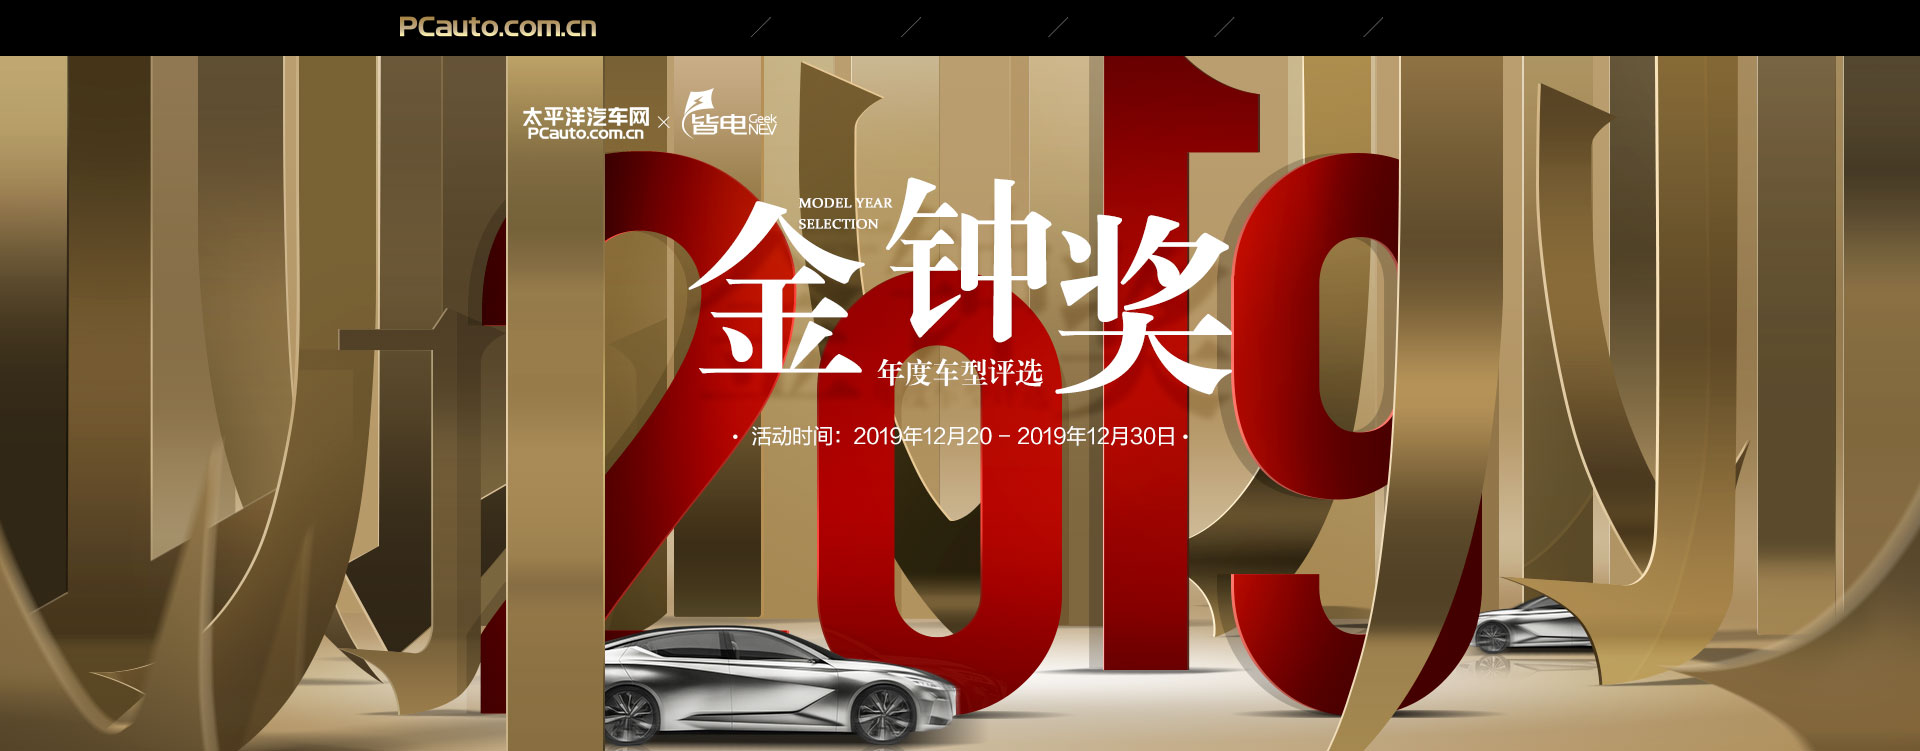 PCauto.com.cn
太平洋汽车网
PCauto.com.cn
×
皆电
Geek
NEV
2019
MODEL YEAR
SELECTION
金钟奖
年度车型评选
· 活动时间：2019年12月20 - 2019年12月30日 ·